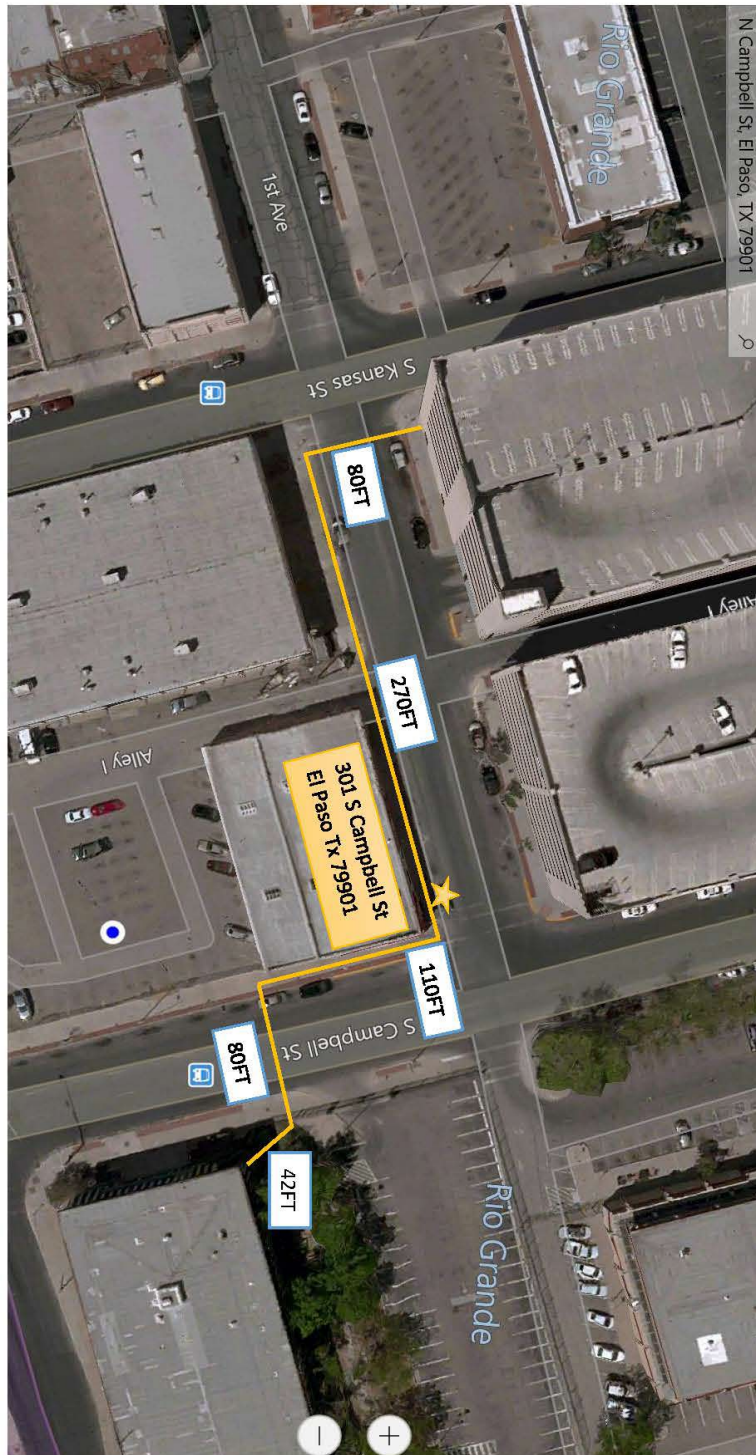 N Campbell St, El Paso, TX 79901
Rio Grande
1st Ave
S Kansas St
80FT
Alley I
270FT
Alley I
301 S Campbell St
El Paso Tx 79901
110FT
S Campbell St
80FT
42FT
Rio Grande
+
−